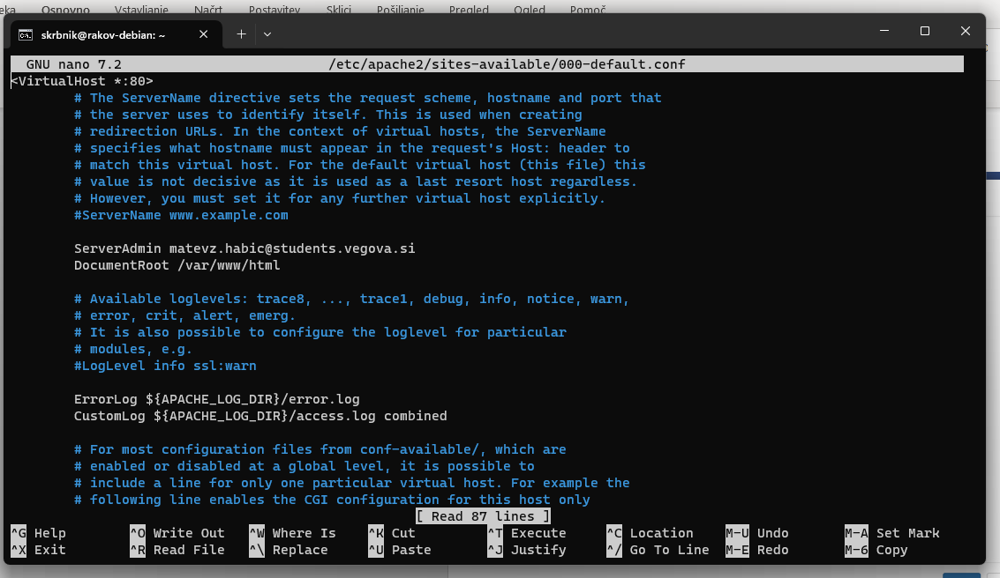 eka Osnovno Vstavljanje Načrt Postavitev Sklici Pošiljanje Pregled Ogled Pomoč
skrbnik@rakov-debian: ~
GNU nano 7.2 /etc/apache2/sites-available/000-default.conf
<VirtualHost *:80>
# The ServerName directive sets the request scheme, hostname and port that
# the server uses to identify itself. This is used when creating
# redirection URLs. In the context of virtual hosts, the ServerName
# specifies what hostname must appear in the request's Host: header to
# match this virtual host. For the default virtual host (this file) this
# value is not decisive as it is used as a last resort host regardless.
# However, you must set it for any further virtual host explicitly.
#ServerName www.example.com
ServerAdmin matevz.habic@students.vegova.si
DocumentRoot /var/www/html
# Available loglevels: trace8, ..., trace1, debug, info, notice, warn,
# error, crit, alert, emerg.
# It is also possible to configure the loglevel for particular
# modules, e.g.
#LogLevel info ssl:warn
ErrorLog ${APACHE_LOG_DIR}/error.log
CustomLog ${APACHE_LOG_DIR}/access.log combined
# For most configuration files from conf-available/, which are
# enabled or disabled at a global level, it is possible to
# include a line for only one particular virtual host. For example the
# following line enables the CGI configuration for this host only
[ Read 87 lines ]
^G Help ^O Write Out ^W Where Is ^K Cut ^T Execute ^C Location M-U Undo M-A Set Mark
^X Exit ^R Read File ^\ Replace ^U Paste ^J Justify ^/ Go To Line M-E Redo M-6 Copy